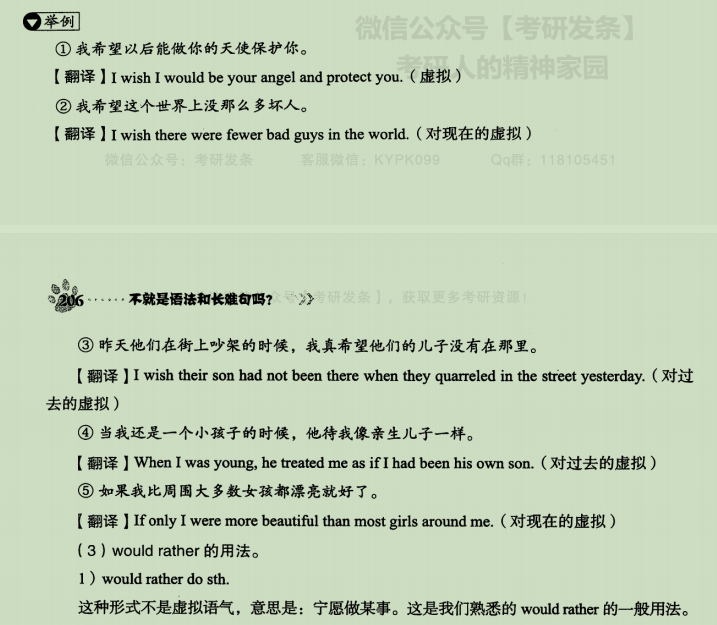 举例
微信公众号【考研发条】
考研人的精神家园
① 我希望以后能做你的天使保护你。
【翻译】I wish I would be your angel and protect you.（虚拟）
② 我希望这个世界上没那么多坏人。
【翻译】I wish there were fewer bad guys in the world.（对现在的虚拟）
微信公众号：考研发条 客服微信：KYPK099 Qq群：118105451
206 ······ 不就是语法和长难句吗？ 众号【考研发条】，获取更多考研资源！
③ 昨天他们在街上吵架的时候，我真希望他们的儿子没有在那里。
【翻译】I wish their son had not been there when they quarreled in the street yesterday.（对过
去的虚拟）
④ 当我还是一个小孩子的时候，他待我像亲生儿子一样。
【翻译】When I was young, he treated me as if I had been his own son.（对过去的虚拟）
⑤ 如果我比周围大多数女孩都漂亮就好了。
【翻译】If only I were more beautiful than most girls around me.（对现在的虚拟）
（3）would rather 的用法。
1）would rather do sth.
这种形式不是虚拟语气，意思是：宁愿做某事。这是我们熟悉的 would rather 的一般用法。